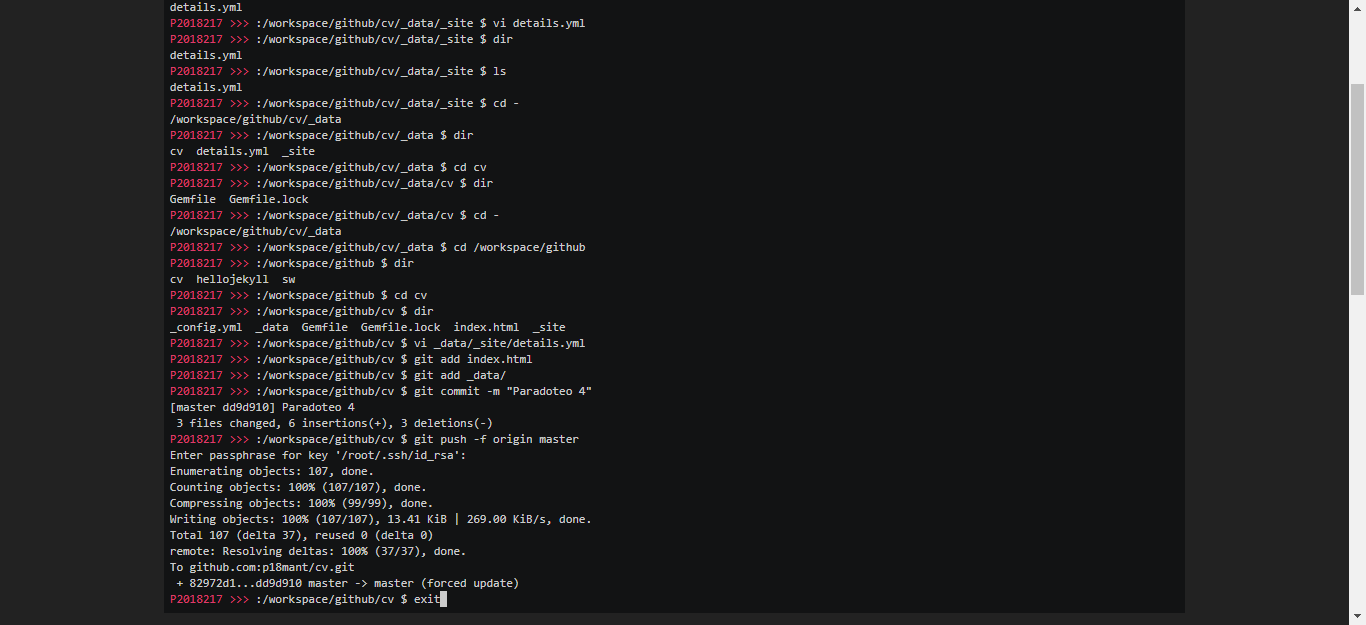 details.yml
P2018217 >>> :/workspace/github/cv/_data/_site $ vi details.yml
P2018217 >>> :/workspace/github/cv/_data/_site $ dir
details.yml
P2018217 >>> :/workspace/github/cv/_data/_site $ ls
details.yml
P2018217 >>> :/workspace/github/cv/_data/_site $ cd -
/workspace/github/cv/_data
P2018217 >>> :/workspace/github/cv/_data $ dir
cv  details.yml  _site
P2018217 >>> :/workspace/github/cv/_data $ cd cv
P2018217 >>> :/workspace/github/cv/_data/cv $ dir
Gemfile  Gemfile.lock
P2018217 >>> :/workspace/github/cv/_data/cv $ cd -
/workspace/github/cv/_data
P2018217 >>> :/workspace/github/cv/_data $ cd /workspace/github
P2018217 >>> :/workspace/github $ dir
cv  hellojekyll  sw
P2018217 >>> :/workspace/github $ cd cv
P2018217 >>> :/workspace/github/cv $ dir
_config.yml  _data  Gemfile  Gemfile.lock  index.html  _site
P2018217 >>> :/workspace/github/cv $ vi _data/_site/details.yml
P2018217 >>> :/workspace/github/cv $ git add index.html
P2018217 >>> :/workspace/github/cv $ git add _data/
P2018217 >>> :/workspace/github/cv $ git commit -m "Paradoteo 4"
[master dd9d910] Paradoteo 4
 3 files changed, 6 insertions(+), 3 deletions(-)
P2018217 >>> :/workspace/github/cv $ git push -f origin master
Enter passphrase for key '/root/.ssh/id_rsa':
Enumerating objects: 107, done.
Counting objects: 100% (107/107), done.
Compressing objects: 100% (99/99), done.
Writing objects: 100% (107/107), 13.41 KiB | 269.00 KiB/s, done.
Total 107 (delta 37), reused 0 (delta 0)
remote: Resolving deltas: 100% (37/37), done.
To github.com:p18mant/cv.git
 + 82972d1...dd9d910 master -> master (forced update)
P2018217 >>> :/workspace/github/cv $ exit